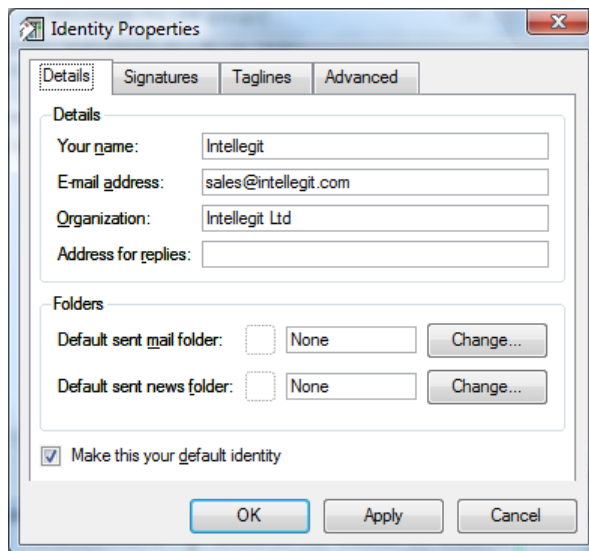 Identity Properties
Details Signatures Taglines Advanced
Details
Your name: Intellegit
E-mail address: sales@intellegit.com
Organization: Intellegit Ltd
Address for replies:
Folders
Default sent mail folder: None Change...
Default sent news folder: None Change...
Make this your default identity
OK Apply Cancel